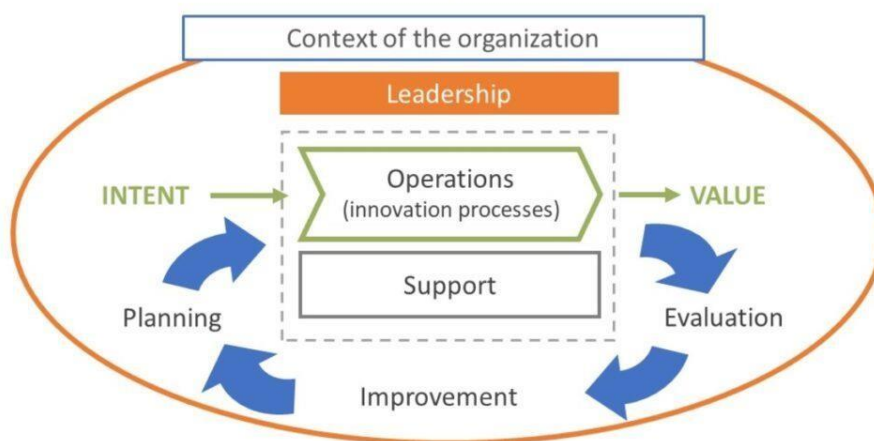 Context of the organization
Leadership
INTENT
Operations
(innovation processes)
VALUE
Support
Planning
Evaluation
Improvement